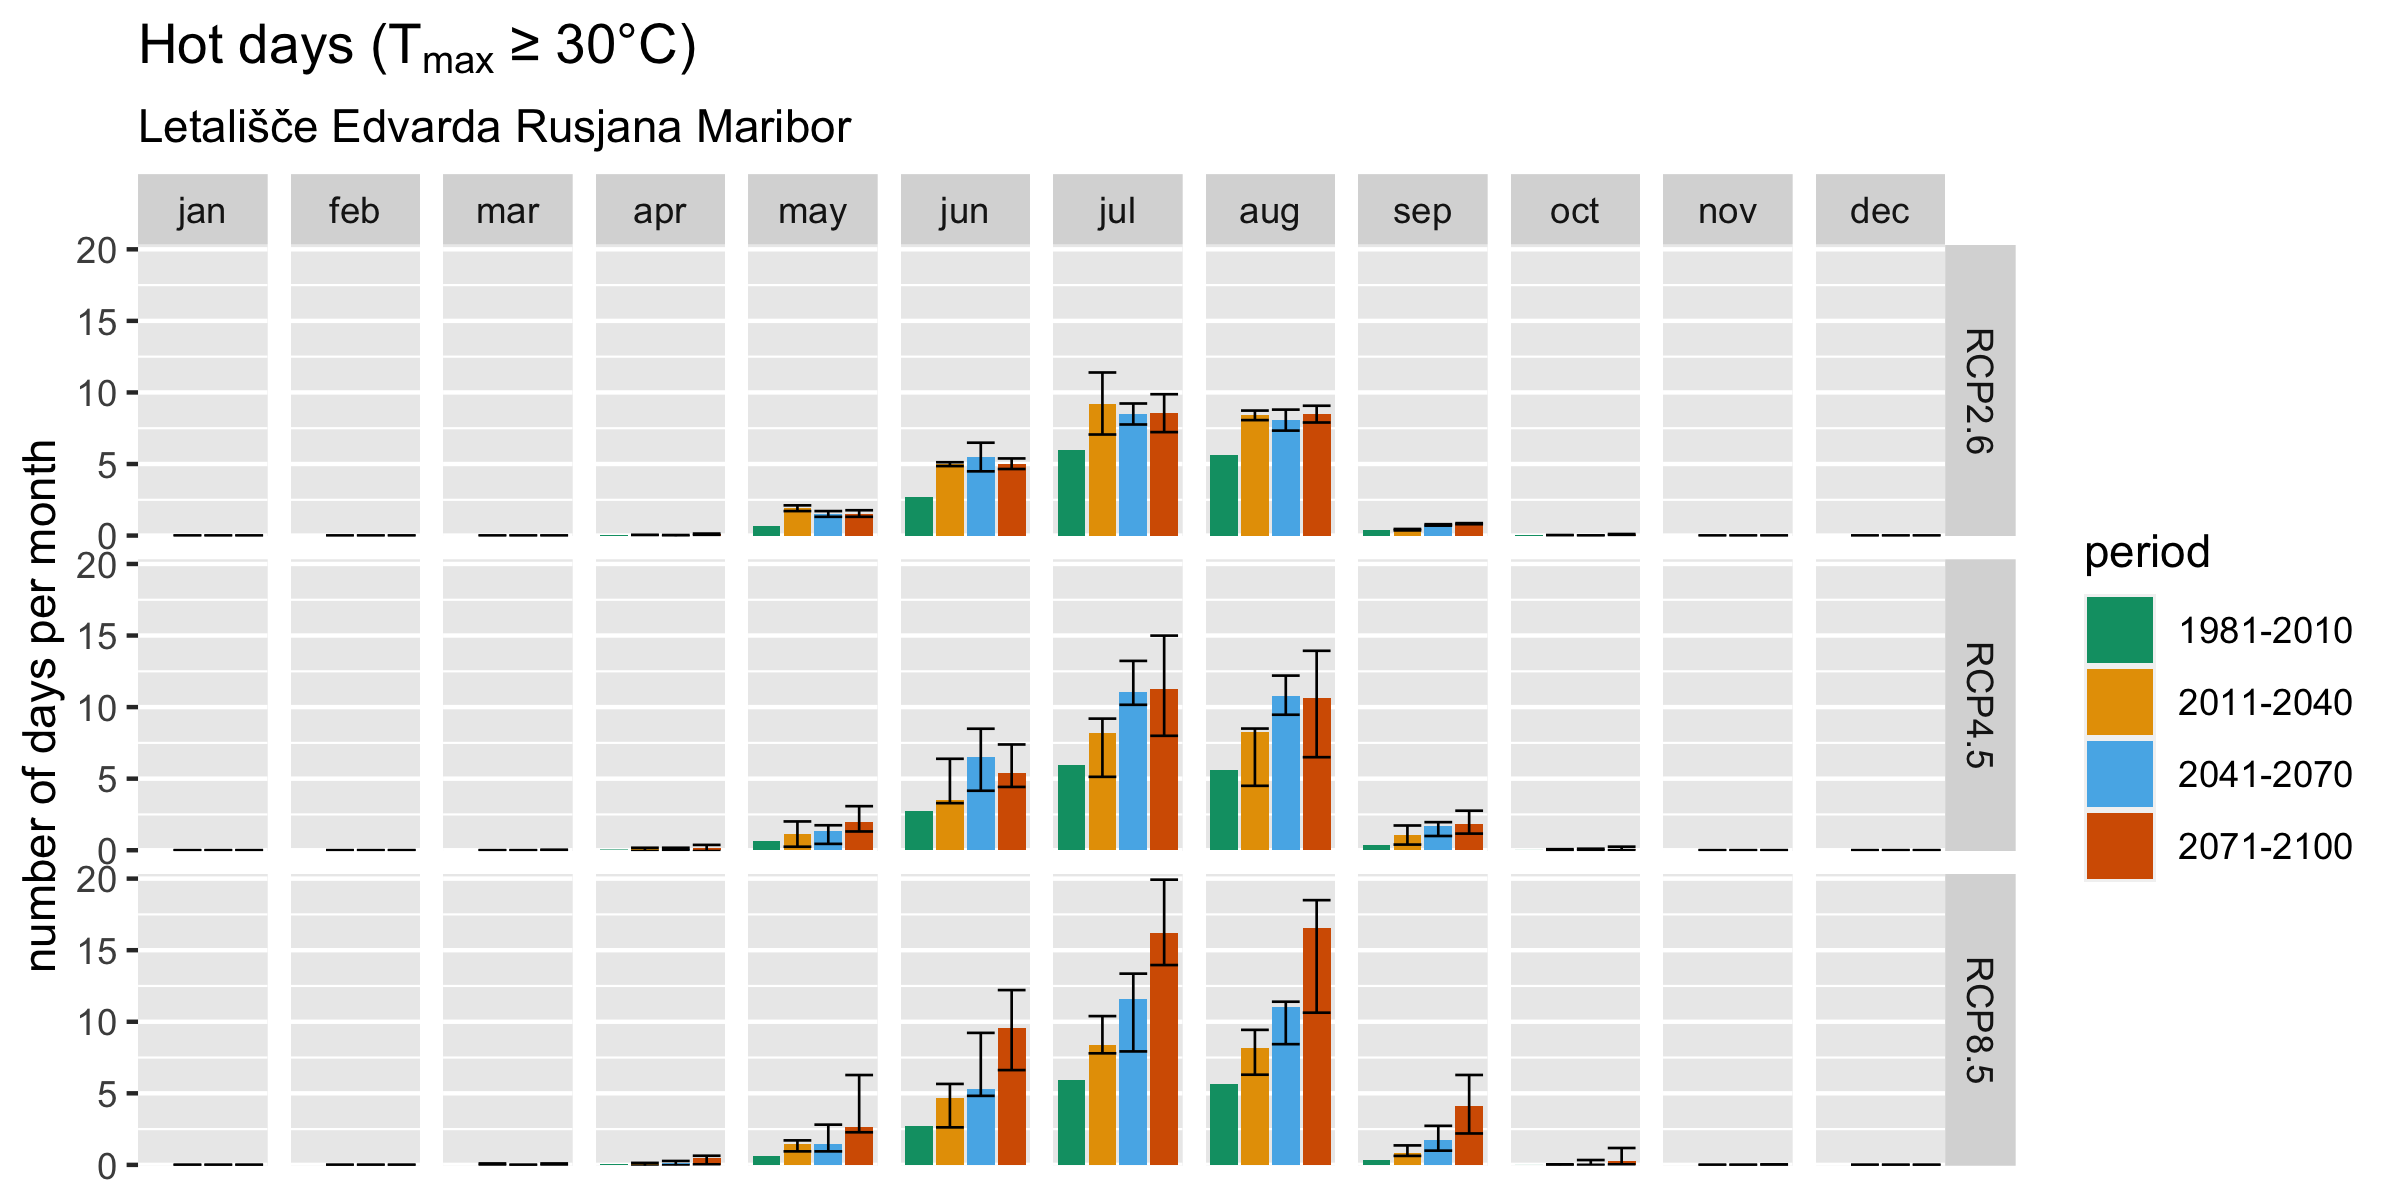 Hot days (Tmax ≥ 30°C)
Letališče Edvarda Rusjana Maribor
jan feb mar apr may jun jul aug sep oct nov dec
number of days per month
20
15
10
5
0
RCP2.6
20
15
10
5
0
RCP4.5
20
15
10
5
0
RCP8.5
period
1981-2010
2011-2040
2041-2070
2071-2100